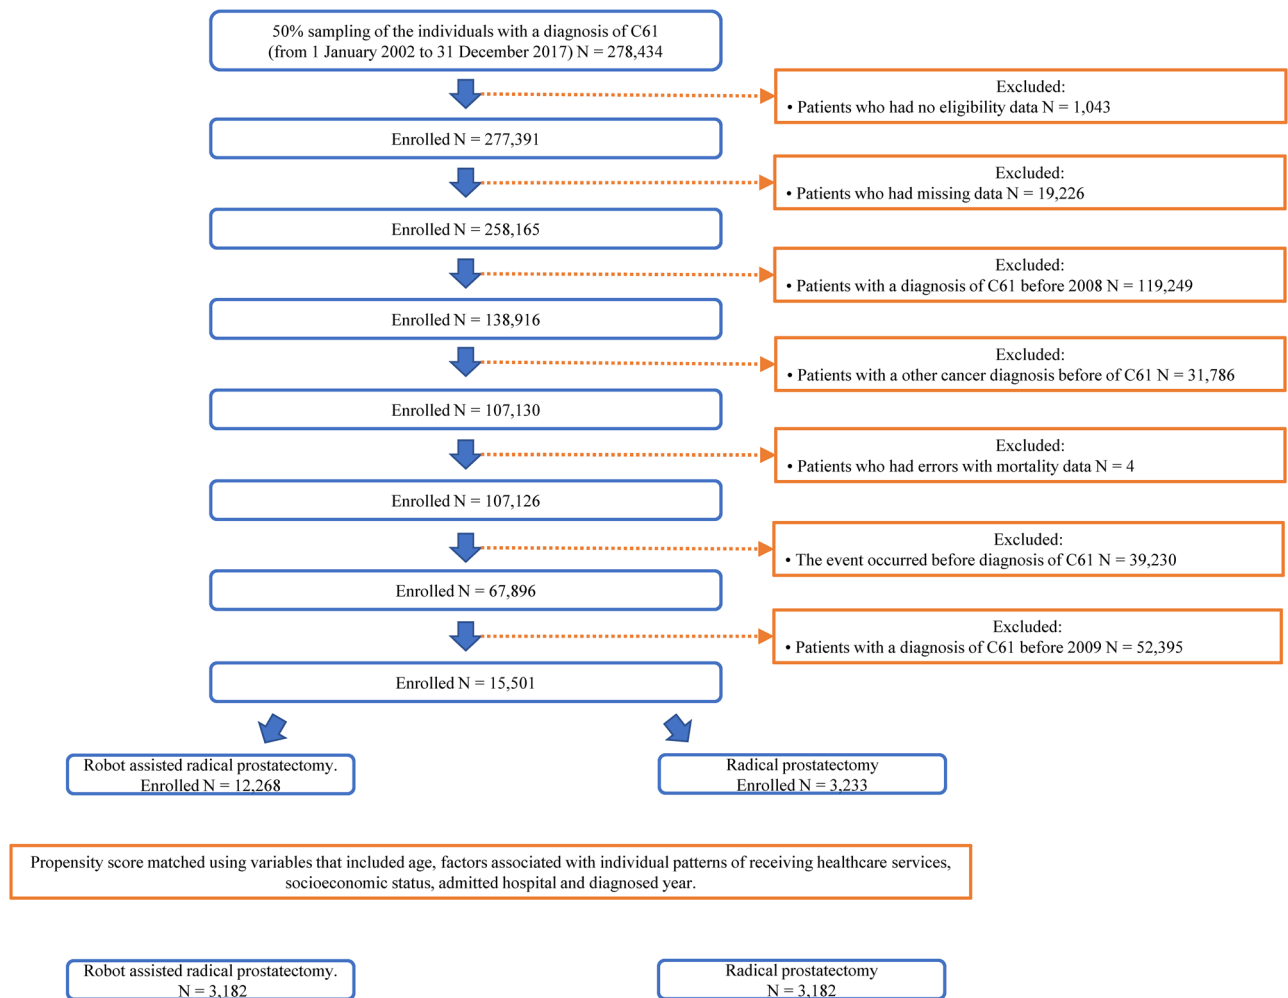 50% sampling of the individuals with a diagnosis of C61
(from 1 January 2002 to 31 December 2017) N = 278,434
Excluded:
• Patients who had no eligibility data N = 1,043
Enrolled N = 277,391
Excluded:
• Patients who had missing data N = 19,226
Enrolled N = 258,165
Excluded:
• Patients with a diagnosis of C61 before 2008 N = 119,249
Enrolled N = 138,916
Excluded:
• Patients with a other cancer diagnosis before of C61 N = 31,786
Enrolled N = 107,130
Excluded:
• Patients who had errors with mortality data N = 4
Enrolled N = 107,126
Excluded:
• The event occurred before diagnosis of C61 N = 39,230
Enrolled N = 67,896
Excluded:
• Patients with a diagnosis of C61 before 2009 N = 52,395
Enrolled N = 15,501
Robot assisted radical prostatectomy.
Enrolled N = 12,268
Radical prostatectomy
Enrolled N = 3,233
Propensity score matched using variables that included age, factors associated with individual patterns of receiving healthcare services,
socioeconomic status, admitted hospital and diagnosed year.
Robot assisted radical prostatectomy.
N = 3,182
Radical prostatectomy
N = 3,182